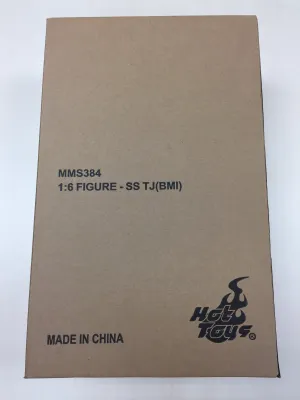 MMS384
1:6 FIGURE - SS TJ(BMI)
Hot
Toys®
MADE IN CHINA